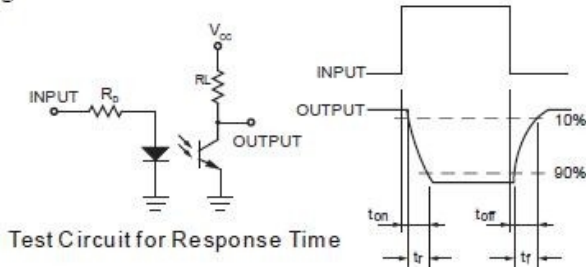 Vcc
RL
INPUT
RD
OUTPUT
Test Circuit for Response Time
INPUT
OUTPUT
10%
90%
ton
toff
tr
tf